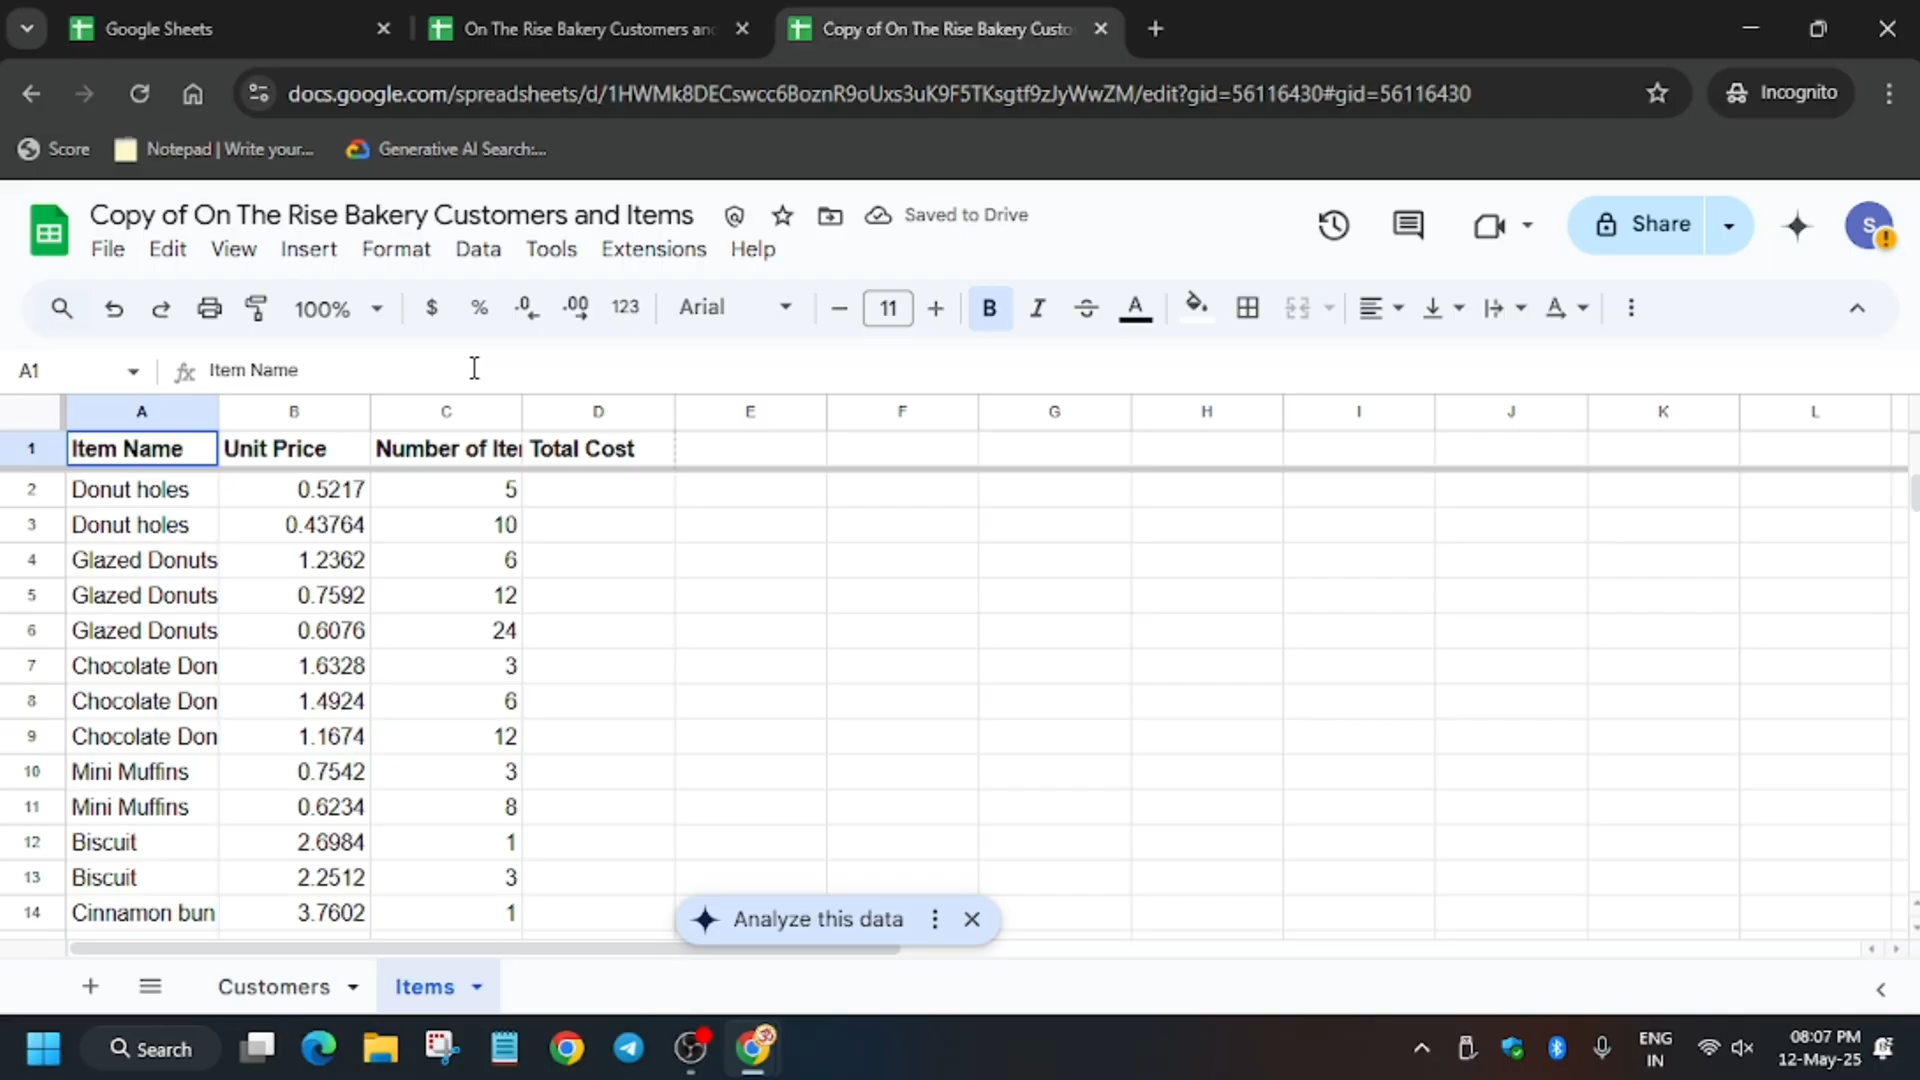 Google Sheets
On The Rise Bakery Customers and
Copy of On The Rise Bakery Custo
docs.google.com/spreadsheets/d/1HWMk8DECswcc6BoznR9oUxs3uK9F5TKsgtf9zJyWwZM/edit?gid=56116430#gid=56116430
Incognito
Score
Notepad | Write your...
Generative AI Search:...
Copy of On The Rise Bakery Customers and Items
Saved to Drive
File Edit View Insert Format Data Tools Extensions Help
Share
S
100% $ % .0 .00 123 Arial 11 B I A
A1 fx Item Name
A B C D E F G H I J K L
1 Item Name Unit Price Number of Iter Total Cost
2 Donut holes 0.5217 5
3 Donut holes 0.43764 10
4 Glazed Donuts 1.2362 6
5 Glazed Donuts 0.7592 12
6 Glazed Donuts 0.6076 24
7 Chocolate Don 1.6328 3
8 Chocolate Don 1.4924 6
9 Chocolate Don 1.1674 12
10 Mini Muffins 0.7542 3
11 Mini Muffins 0.6234 8
12 Biscuit 2.6984 1
13 Biscuit 2.2512 3
14 Cinnamon bun 3.7602 1
Analyze this data
Customers
Items
Search
ENG
IN
08:07 PM
12-May-25